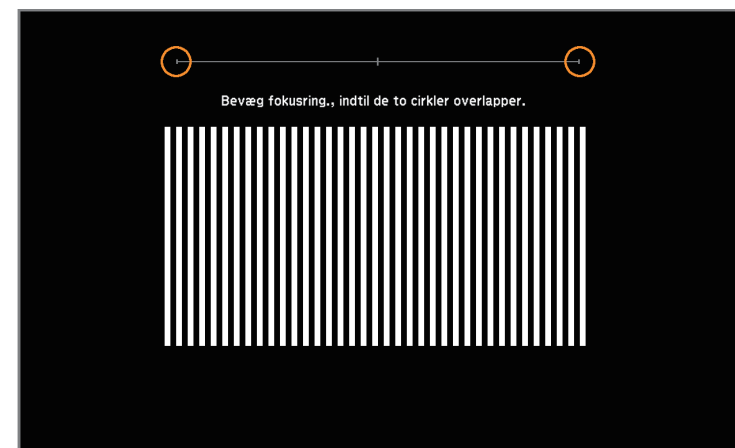 Bevæg fokusring., indtil de to cirkler overlapper.